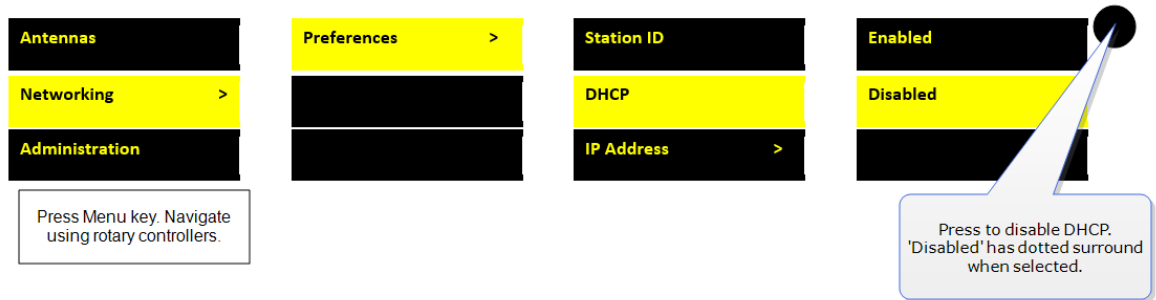 Antennas
Networking >
Administration
Preferences >
Station ID
DHCP
IP Address >
Enabled
Disabled
Press Menu key. Navigate
using rotary controllers.
Press to disable DHCP.
'Disabled' has dotted surround
when selected.